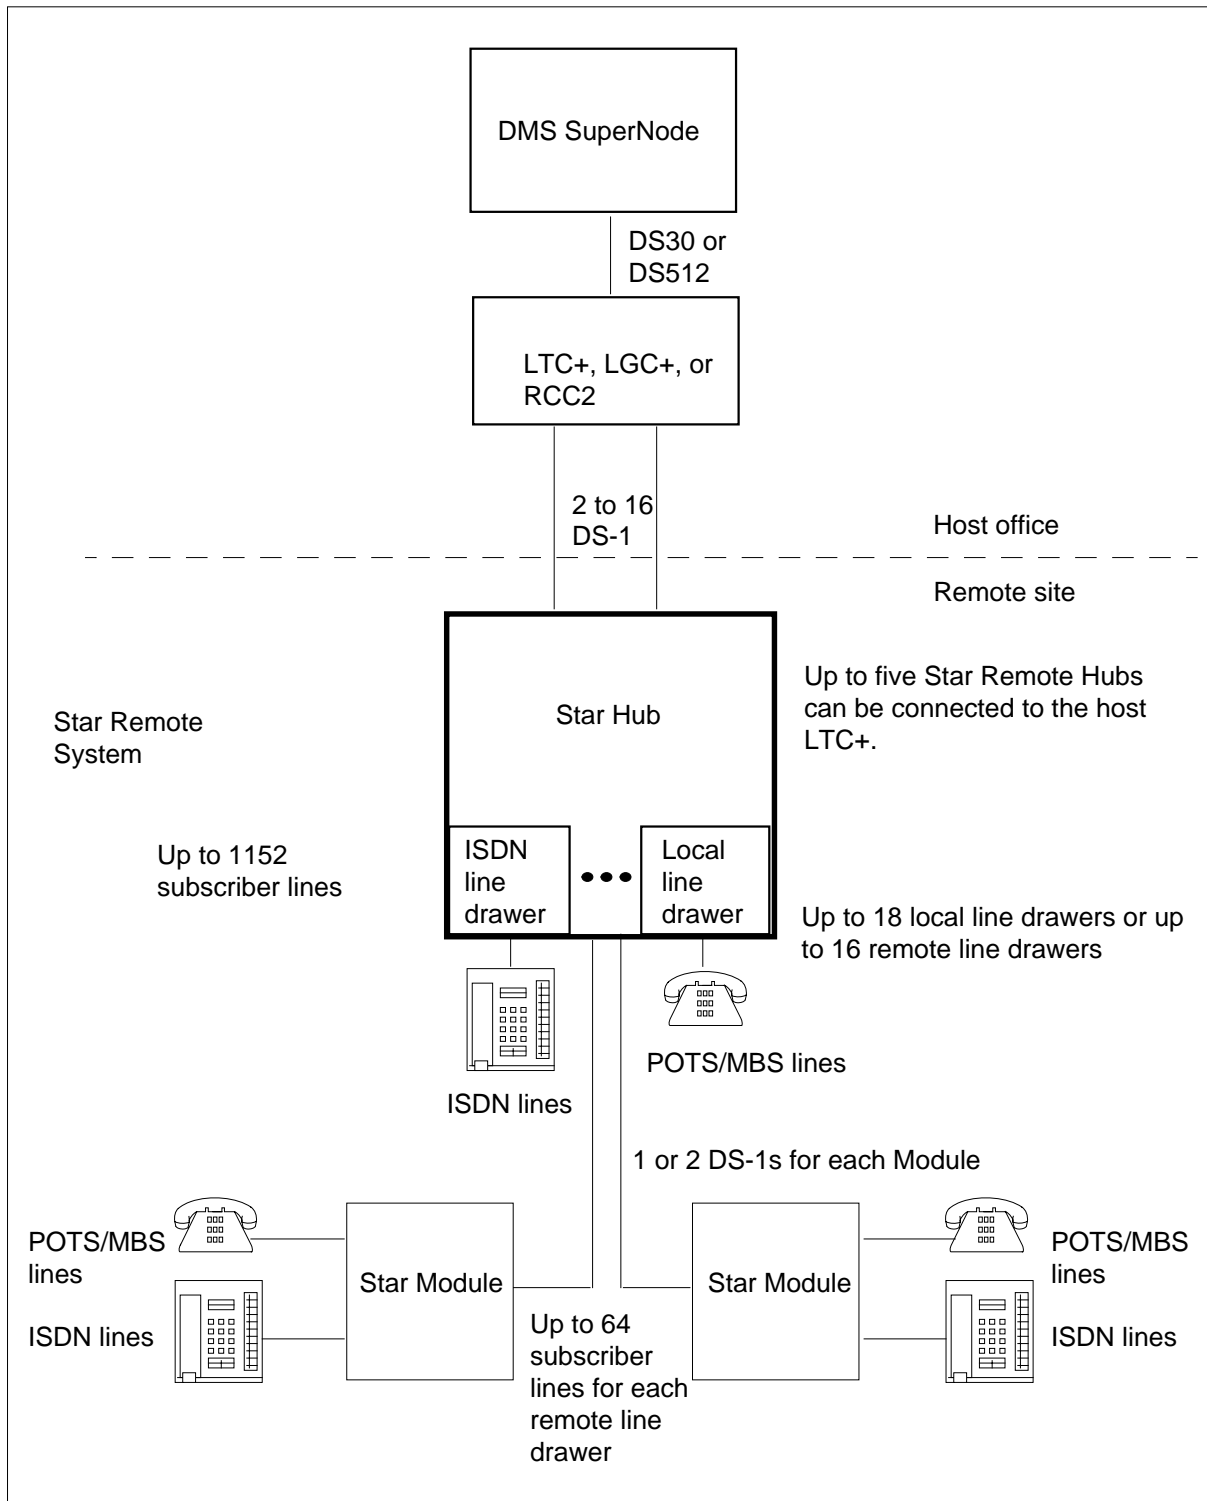 DMS SuperNode
DS30 or
DS512
LTC+, LGC+, or
RCC2
2 to 16
DS-1
Host office
Remote site
Star Hub
Up to five Star Remote Hubs
can be connected to the host
LTC+.
Star Remote
System
Up to 1152
subscriber lines
ISDN
line
drawer
Local
line
drawer
Up to 18 local line drawers or up
to 16 remote line drawers
POTS/MBS lines
ISDN lines
1 or 2 DS-1s for each Module
POTS/MBS
lines
ISDN lines
Star Module
Up to 64
subscriber
lines for each
remote line
drawer
Star Module
POTS/MBS
lines
ISDN lines